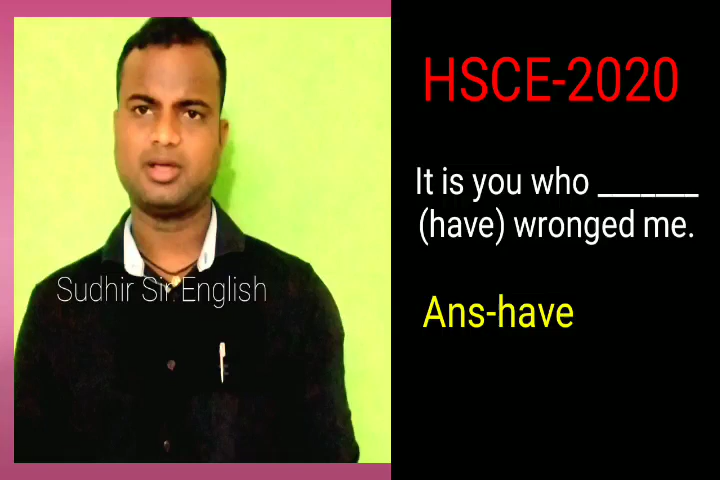 Sudhir Sir English
HSCE-2020
It is you who ______
(have) wronged me.
Ans-have